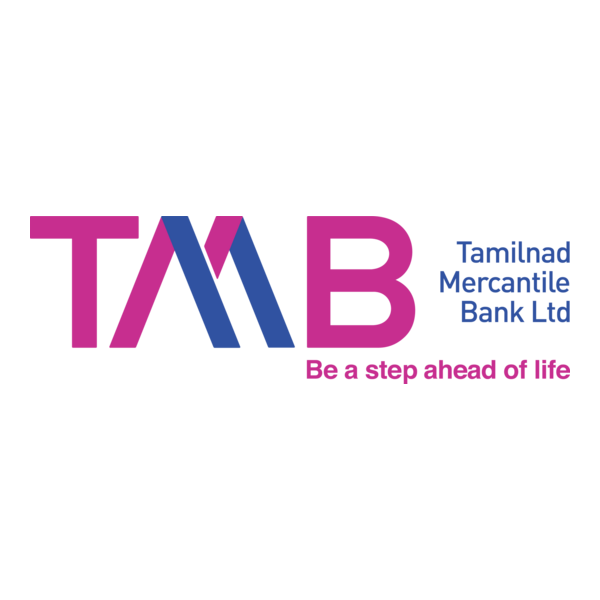 TMB
Tamilnad
Mercantile
Bank Ltd
Be a step ahead of life